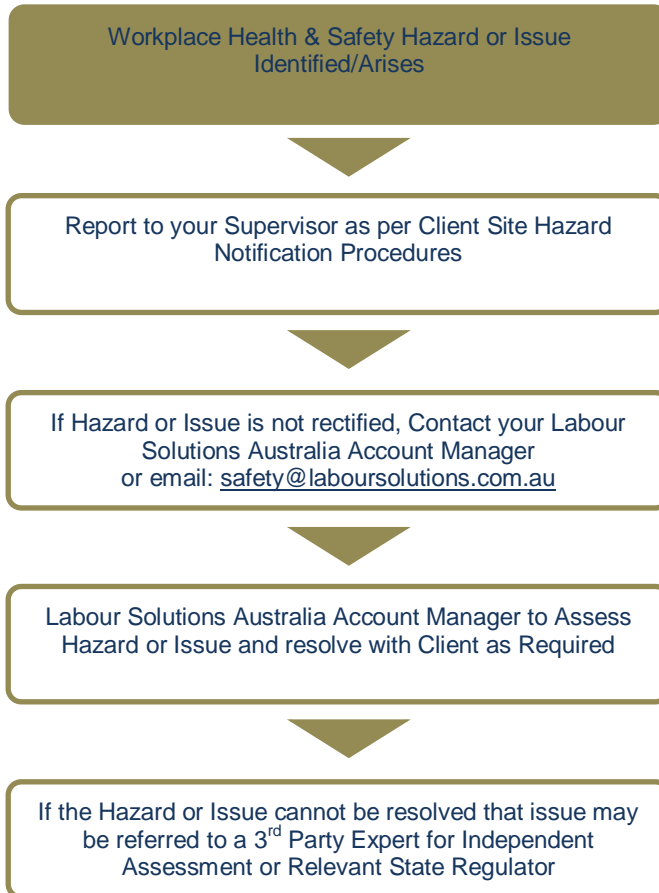 Workplace Health & Safety Hazard or Issue
Identified/Arises
Report to your Supervisor as per Client Site Hazard
Notification Procedures
If Hazard or Issue is not rectified, Contact your Labour
Solutions Australia Account Manager
or email: safety@laboursolutions.com.au
Labour Solutions Australia Account Manager to Assess
Hazard or Issue and resolve with Client as Required
If the Hazard or Issue cannot be resolved that issue may
be referred to a 3rd Party Expert for Independent
Assessment or Relevant State Regulator